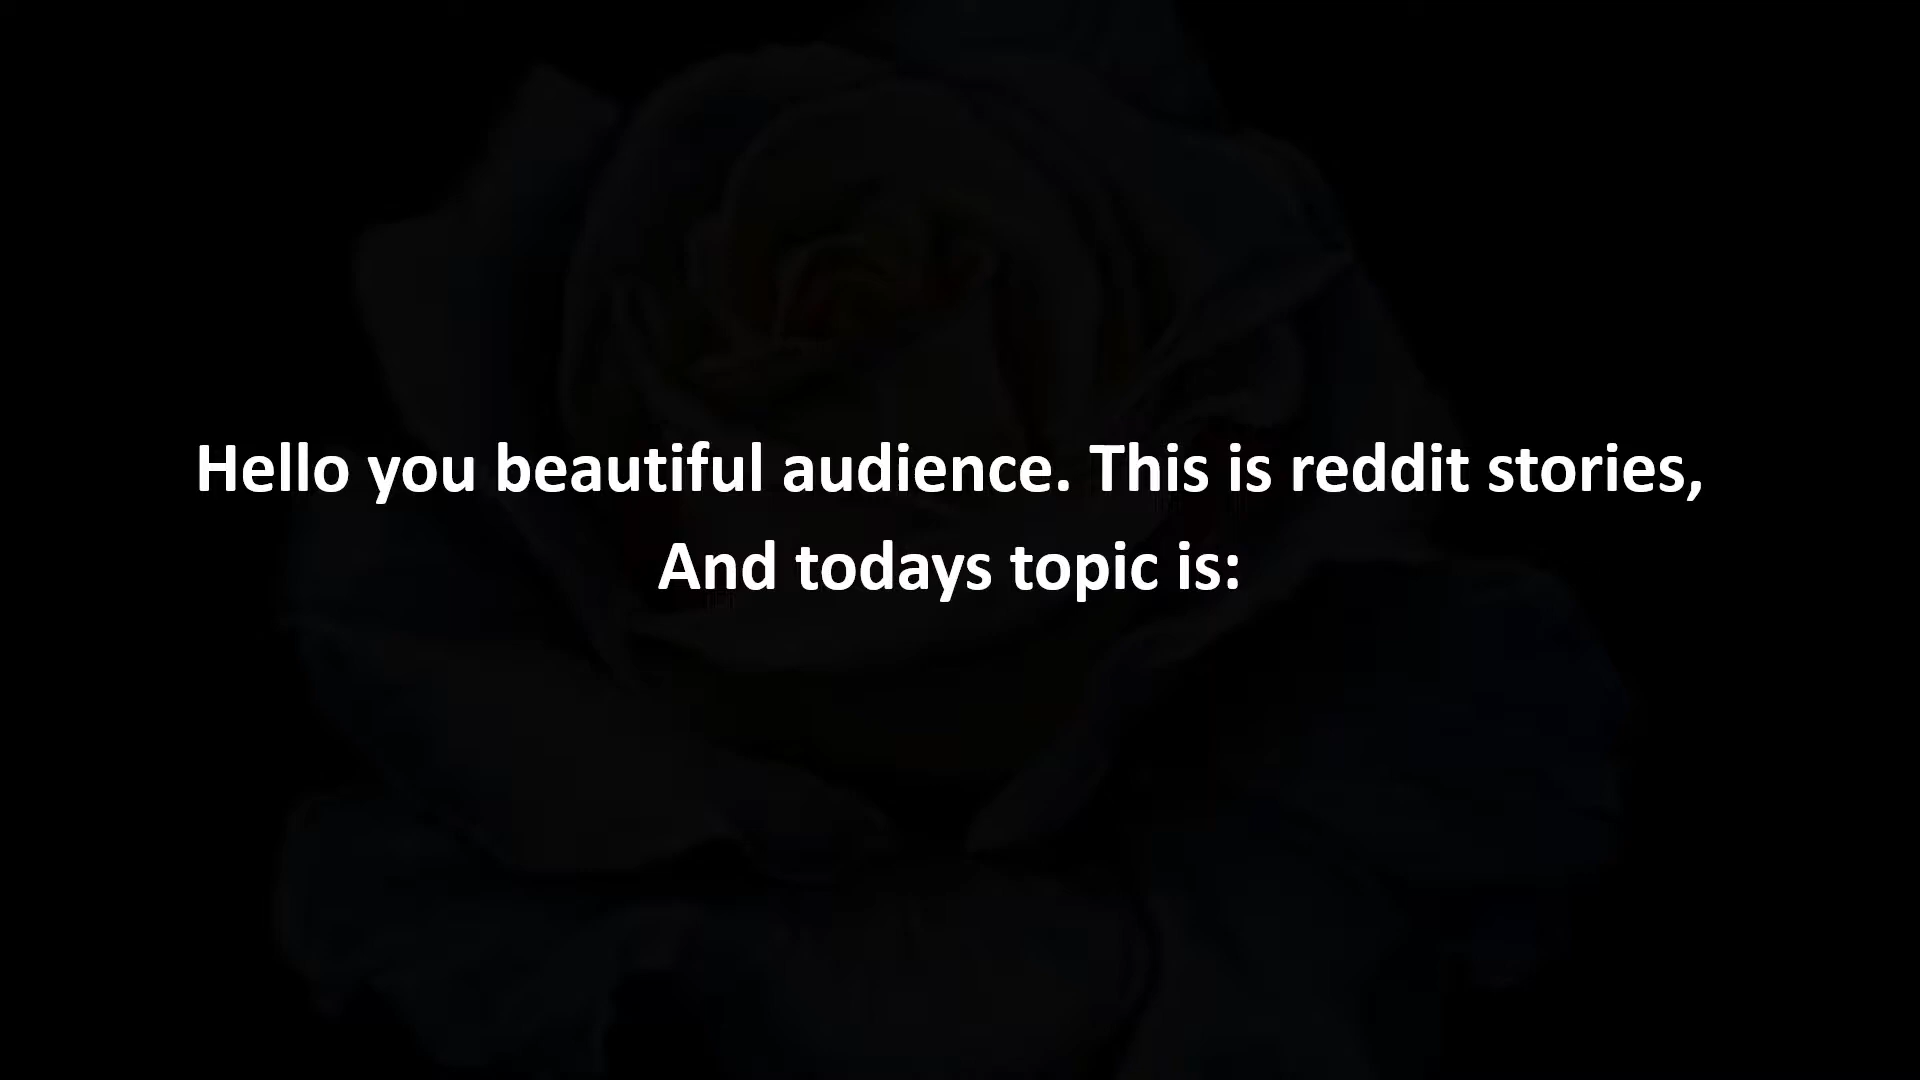 Hello you beautiful audience. This is reddit stories,
And todays topic is: